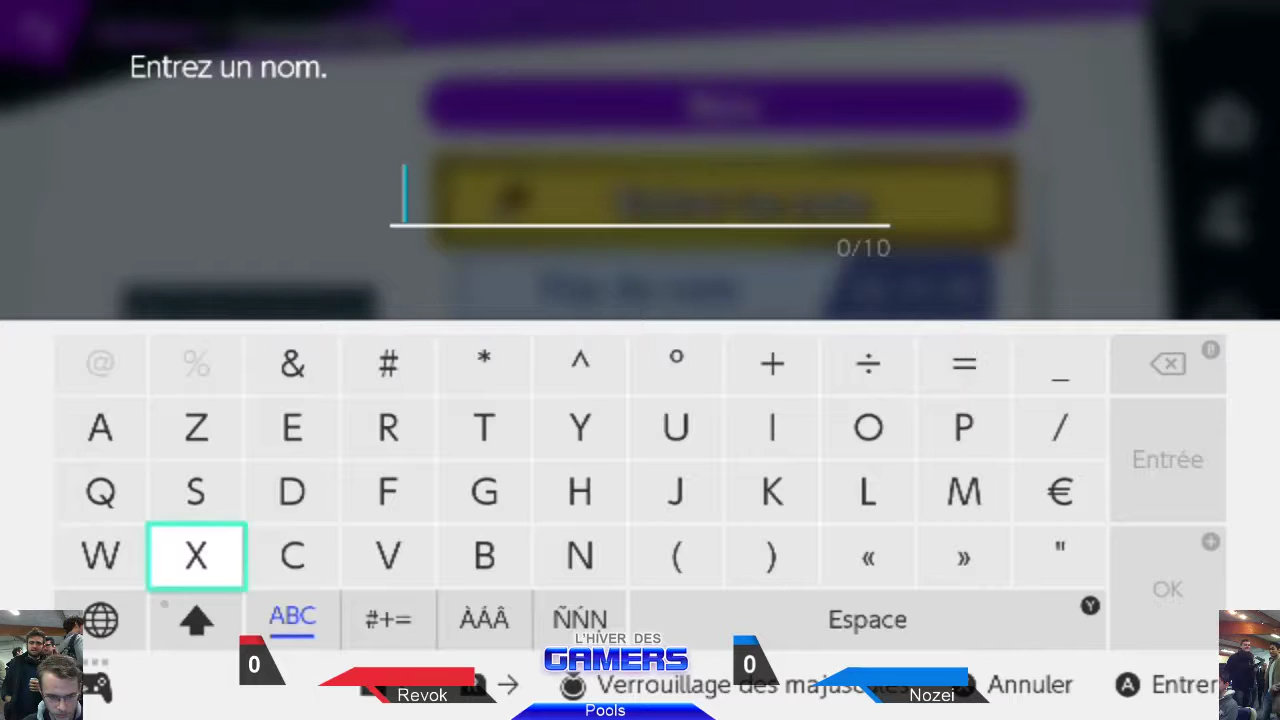 Entrez un nom.
0/10
@ % & # * ^ ° + ÷ = _
A Z E R T Y U I O P /
Entrée
Q S D F G H J K L M €
W X C V B N ( ) « » "
OK
ABC #+= ÀÁÂ ÑŃN Espace Y
L'HIVER DES
GAMERS
0
0
Revok
Nozei
Verrouillage des majuscules
Annuler
A Entrer
Pools